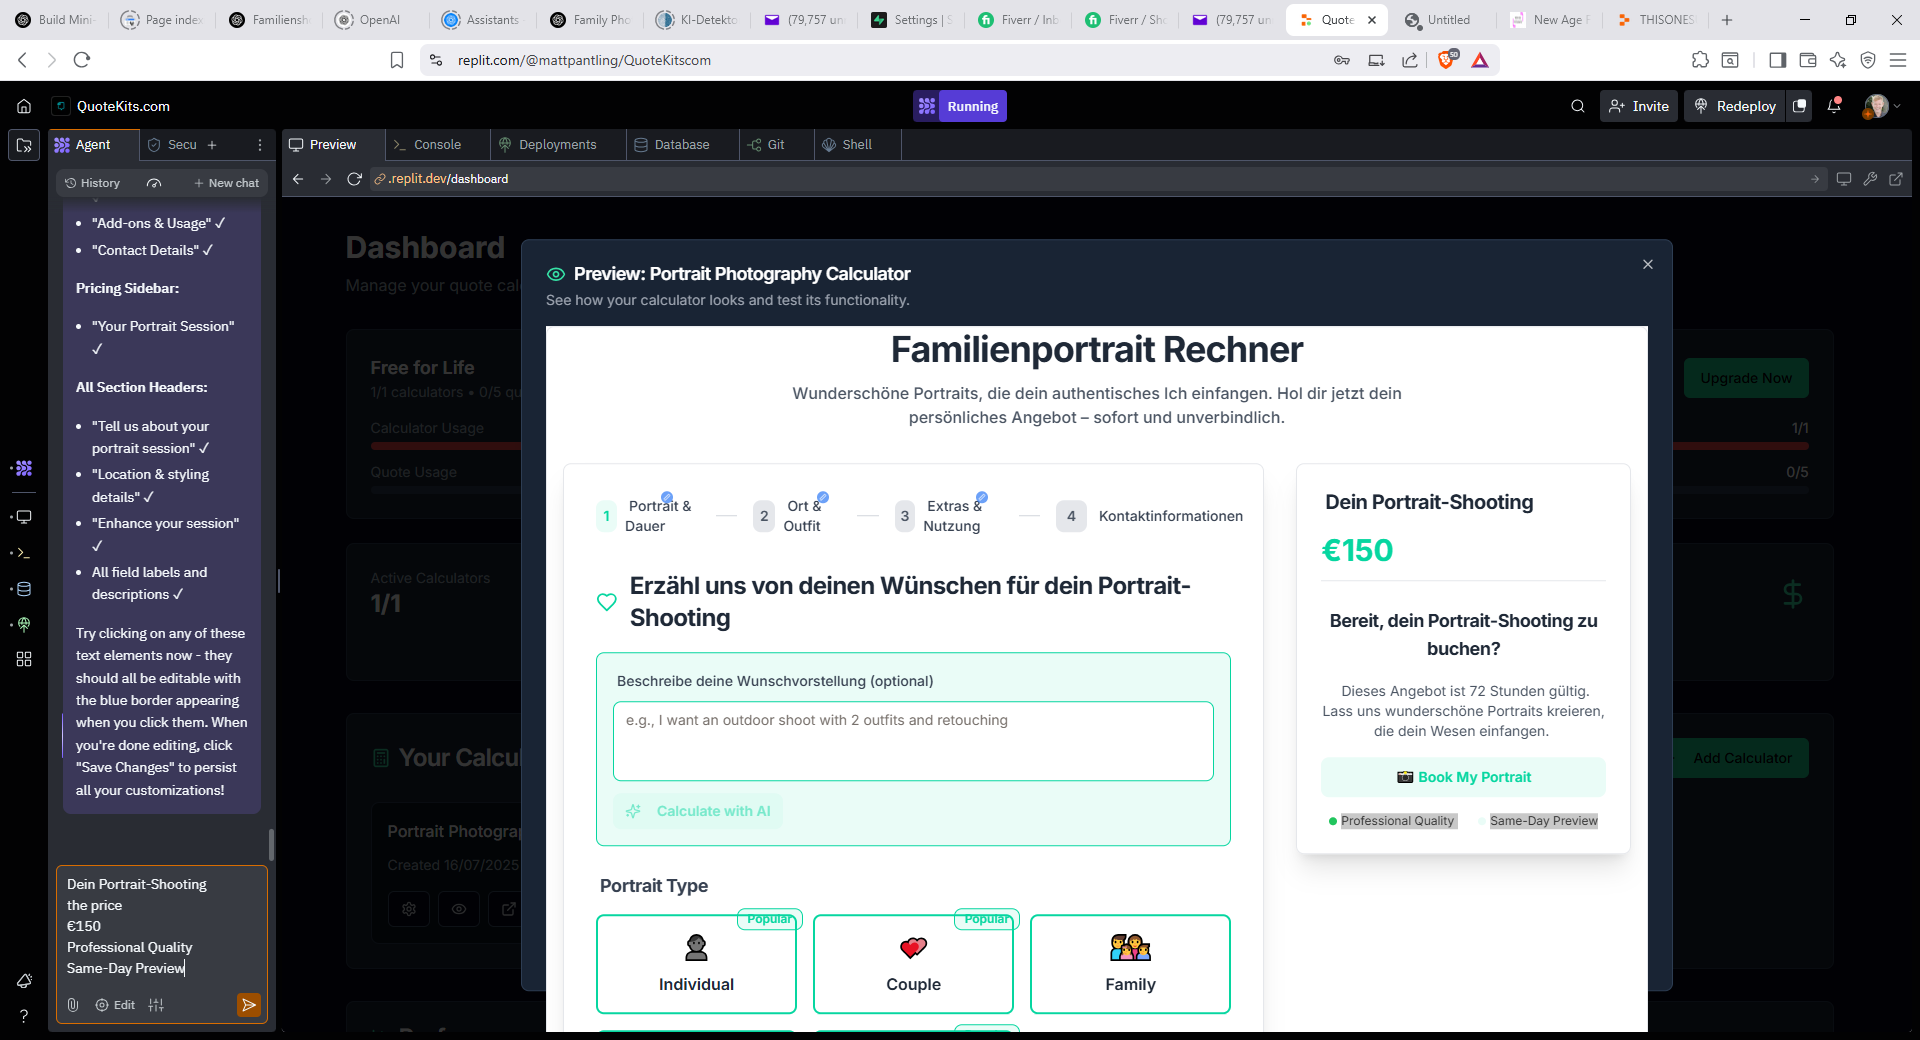 Build Mini-
Page index
Familiensh
OpenAI
Assistants
Family Pho
KI-Detekto
(79,757 un
Settings | S
Fiverr / Inb
Fiverr / Sho
(79,757 un
Quote
Untitled
New Age F
THISONES
replit.com/@mattpantling/QuoteKitscom
QuoteKits.com
Running
Invite
Redeploy
Agent
Secu
Preview
Console
Deployments
Database
Git
Shell
History
New chat
.replit.dev/dashboard
• "Add-ons & Usage" ✓
• "Contact Details" ✓
Pricing Sidebar:
• "Your Portrait Session"
✓
All Section Headers:
• "Tell us about your
portrait session" ✓
• "Location & styling
details" ✓
• "Enhance your session"
✓
• All field labels and
descriptions ✓
Try clicking on any of these
text elements now - they
should all be editable with
the blue border appearing
when you click them. When
you're done editing, click
"Save Changes" to persist
all your customizations!
Dein Portrait-Shooting
the price
€150
Professional Quality
Same-Day Preview
Edit
Dashboard
Manage your quote cal
Free for Life
1/1 calculators • 0/5 qu
Calculator Usage
Quote Usage
Upgrade Now
1/1
0/5
Active Calculators
1/1
Your Calcu
Add Calculator
Portrait Photograp
Created 16/07/2025
Preview: Portrait Photography Calculator
See how your calculator looks and test its functionality.
Familienportrait Rechner
Wunderschöne Portraits, die dein authentisches Ich einfangen. Hol dir jetzt dein
persönliches Angebot – sofort und unverbindlich.
1 Portrait & Dauer
2 Ort & Outfit
3 Extras & Nutzung
4 Kontaktinformationen
Erzähl uns von deinen Wünschen für dein Portrait-
Shooting
Beschreibe deine Wunschvorstellung (optional)
e.g., I want an outdoor shoot with 2 outfits and retouching
Calculate with AI
Portrait Type
Popular
Popular
Individual
Couple
Family
Dein Portrait-Shooting
€150
Bereit, dein Portrait-Shooting zu
buchen?
Dieses Angebot ist 72 Stunden gültig.
Lass uns wunderschöne Portraits kreieren,
die dein Wesen einfangen.
Book My Portrait
Professional Quality
Same-Day Preview